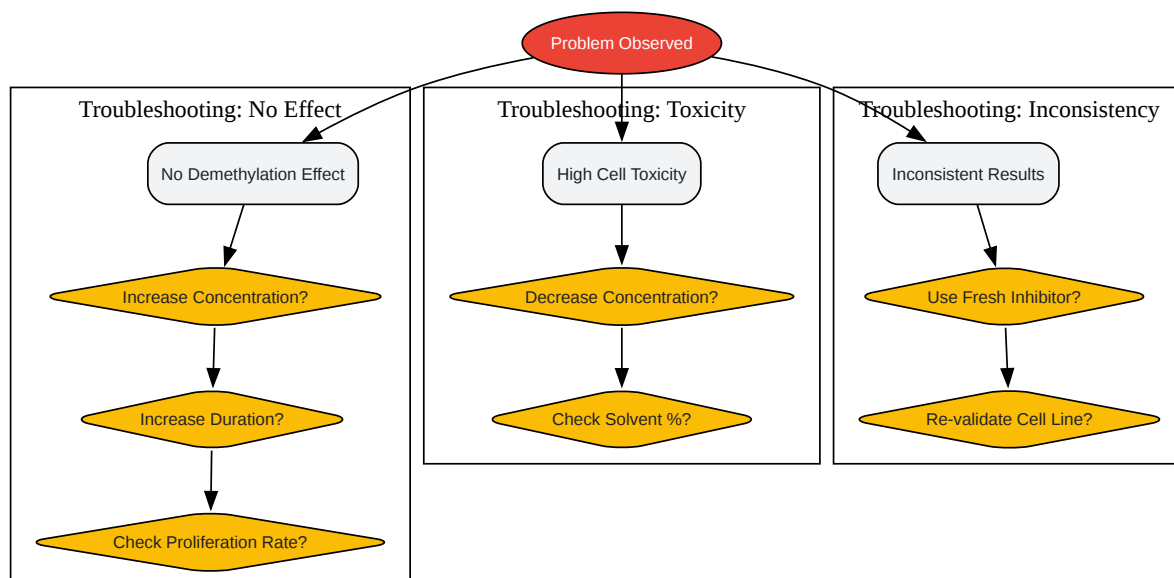 Problem Observed
Troubleshooting: No Effect
No Demethylation Effect
Increase Concentration?
Increase Duration?
Check Proliferation Rate?
Troubleshooting: Toxicity
High Cell Toxicity
Decrease Concentration?
Check Solvent %?
Troubleshooting: Inconsistency
Inconsistent Results
Use Fresh Inhibitor?
Re-validate Cell Line?